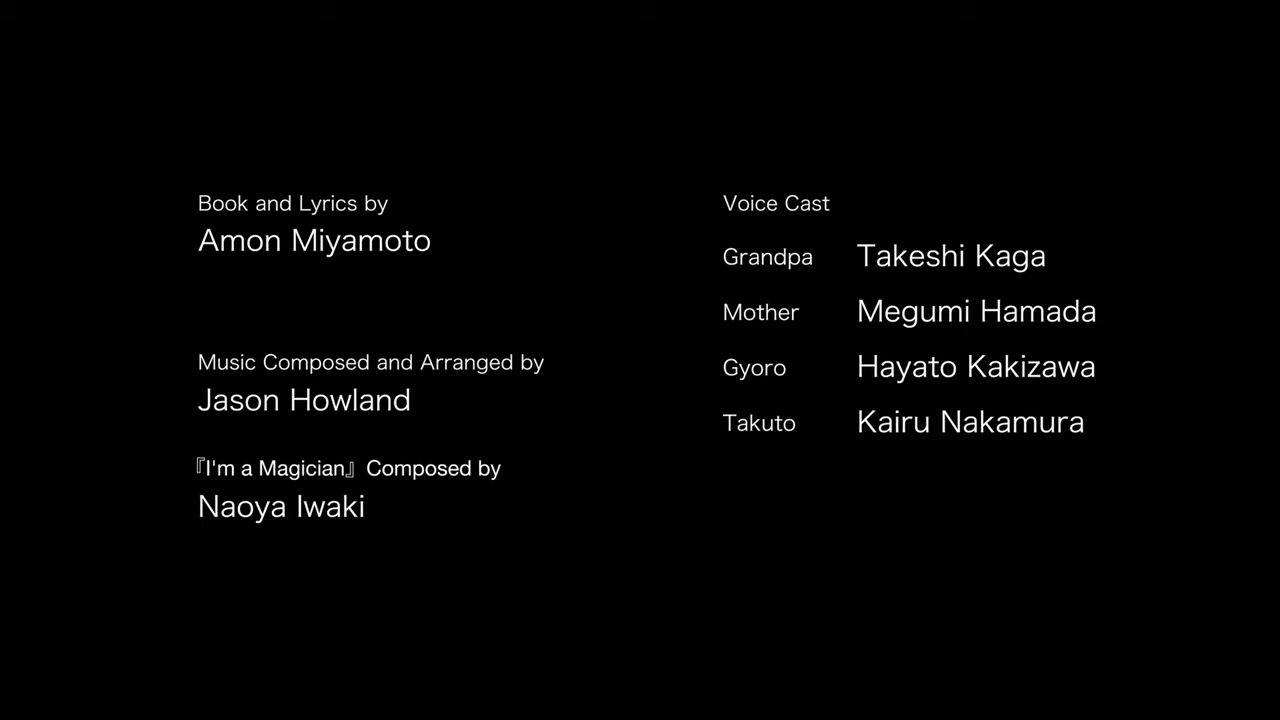 Book and Lyrics by
Amon Miyamoto
Music Composed and Arranged by
Jason Howland
『I'm a Magician』 Composed by
Naoya Iwaki
Voice Cast
Grandpa Takeshi Kaga
Mother Megumi Hamada
Gyoro Hayato Kakizawa
Takuto Kairu Nakamura